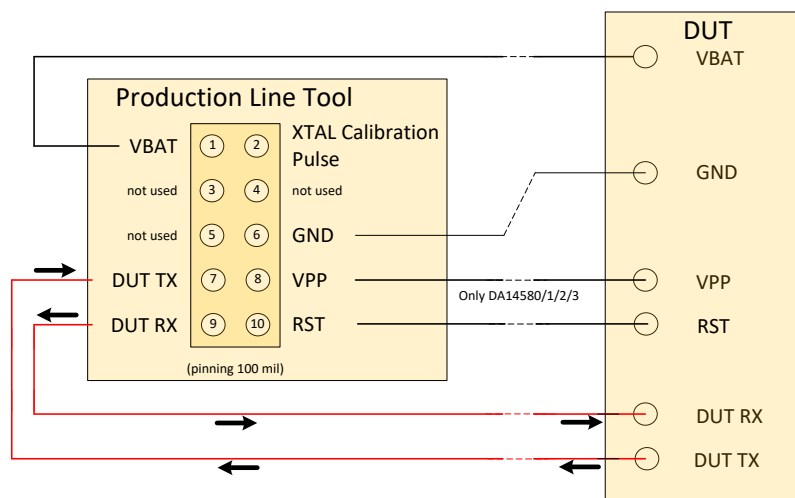 DUT
VBAT
Production Line Tool
VBAT 1 2 XTAL Calibration
Pulse
not used 3 4 not used
GND
not used 5 6 GND
DUT TX 7 8 VPP
Only DA14580/1/2/3
VPP
DUT RX 9 10 RST
RST
(pinning 100 mil)
DUT RX
DUT TX